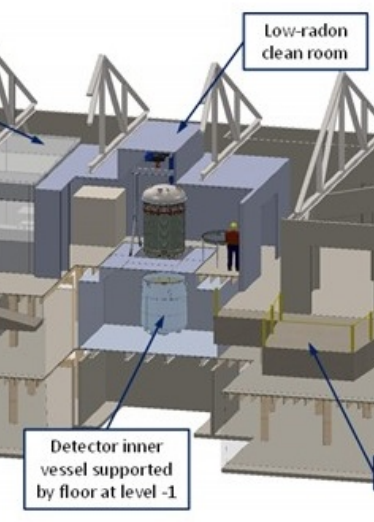 Low-radon
clean room
Detector inner
vessel supported
by floor at level -1